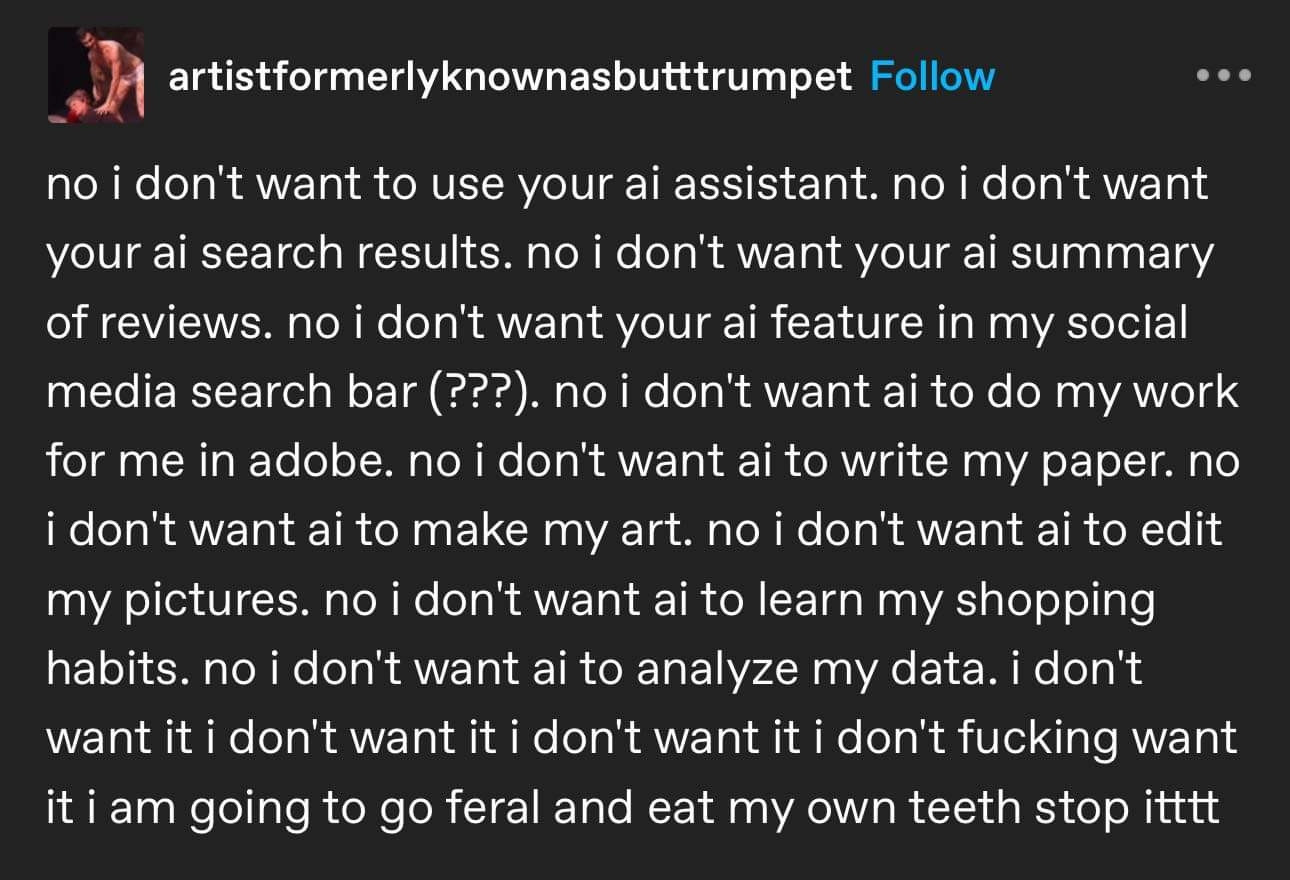 artistformerlyknownasbutttrumpet Follow
no i don't want to use your ai assistant. no i don't want
your ai search results. no i don't want your ai summary
of reviews. no i don't want your ai feature in my social
media search bar (???). no i don't want ai to do my work
for me in adobe. no i don't want ai to write my paper. no
i don't want ai to make my art. no i don't want ai to edit
my pictures. no i don't want ai to learn my shopping
habits. no i don't want ai to analyze my data. i don't
want it i don't want it i don't want it i don't fucking want
it i am going to go feral and eat my own teeth stop itttt